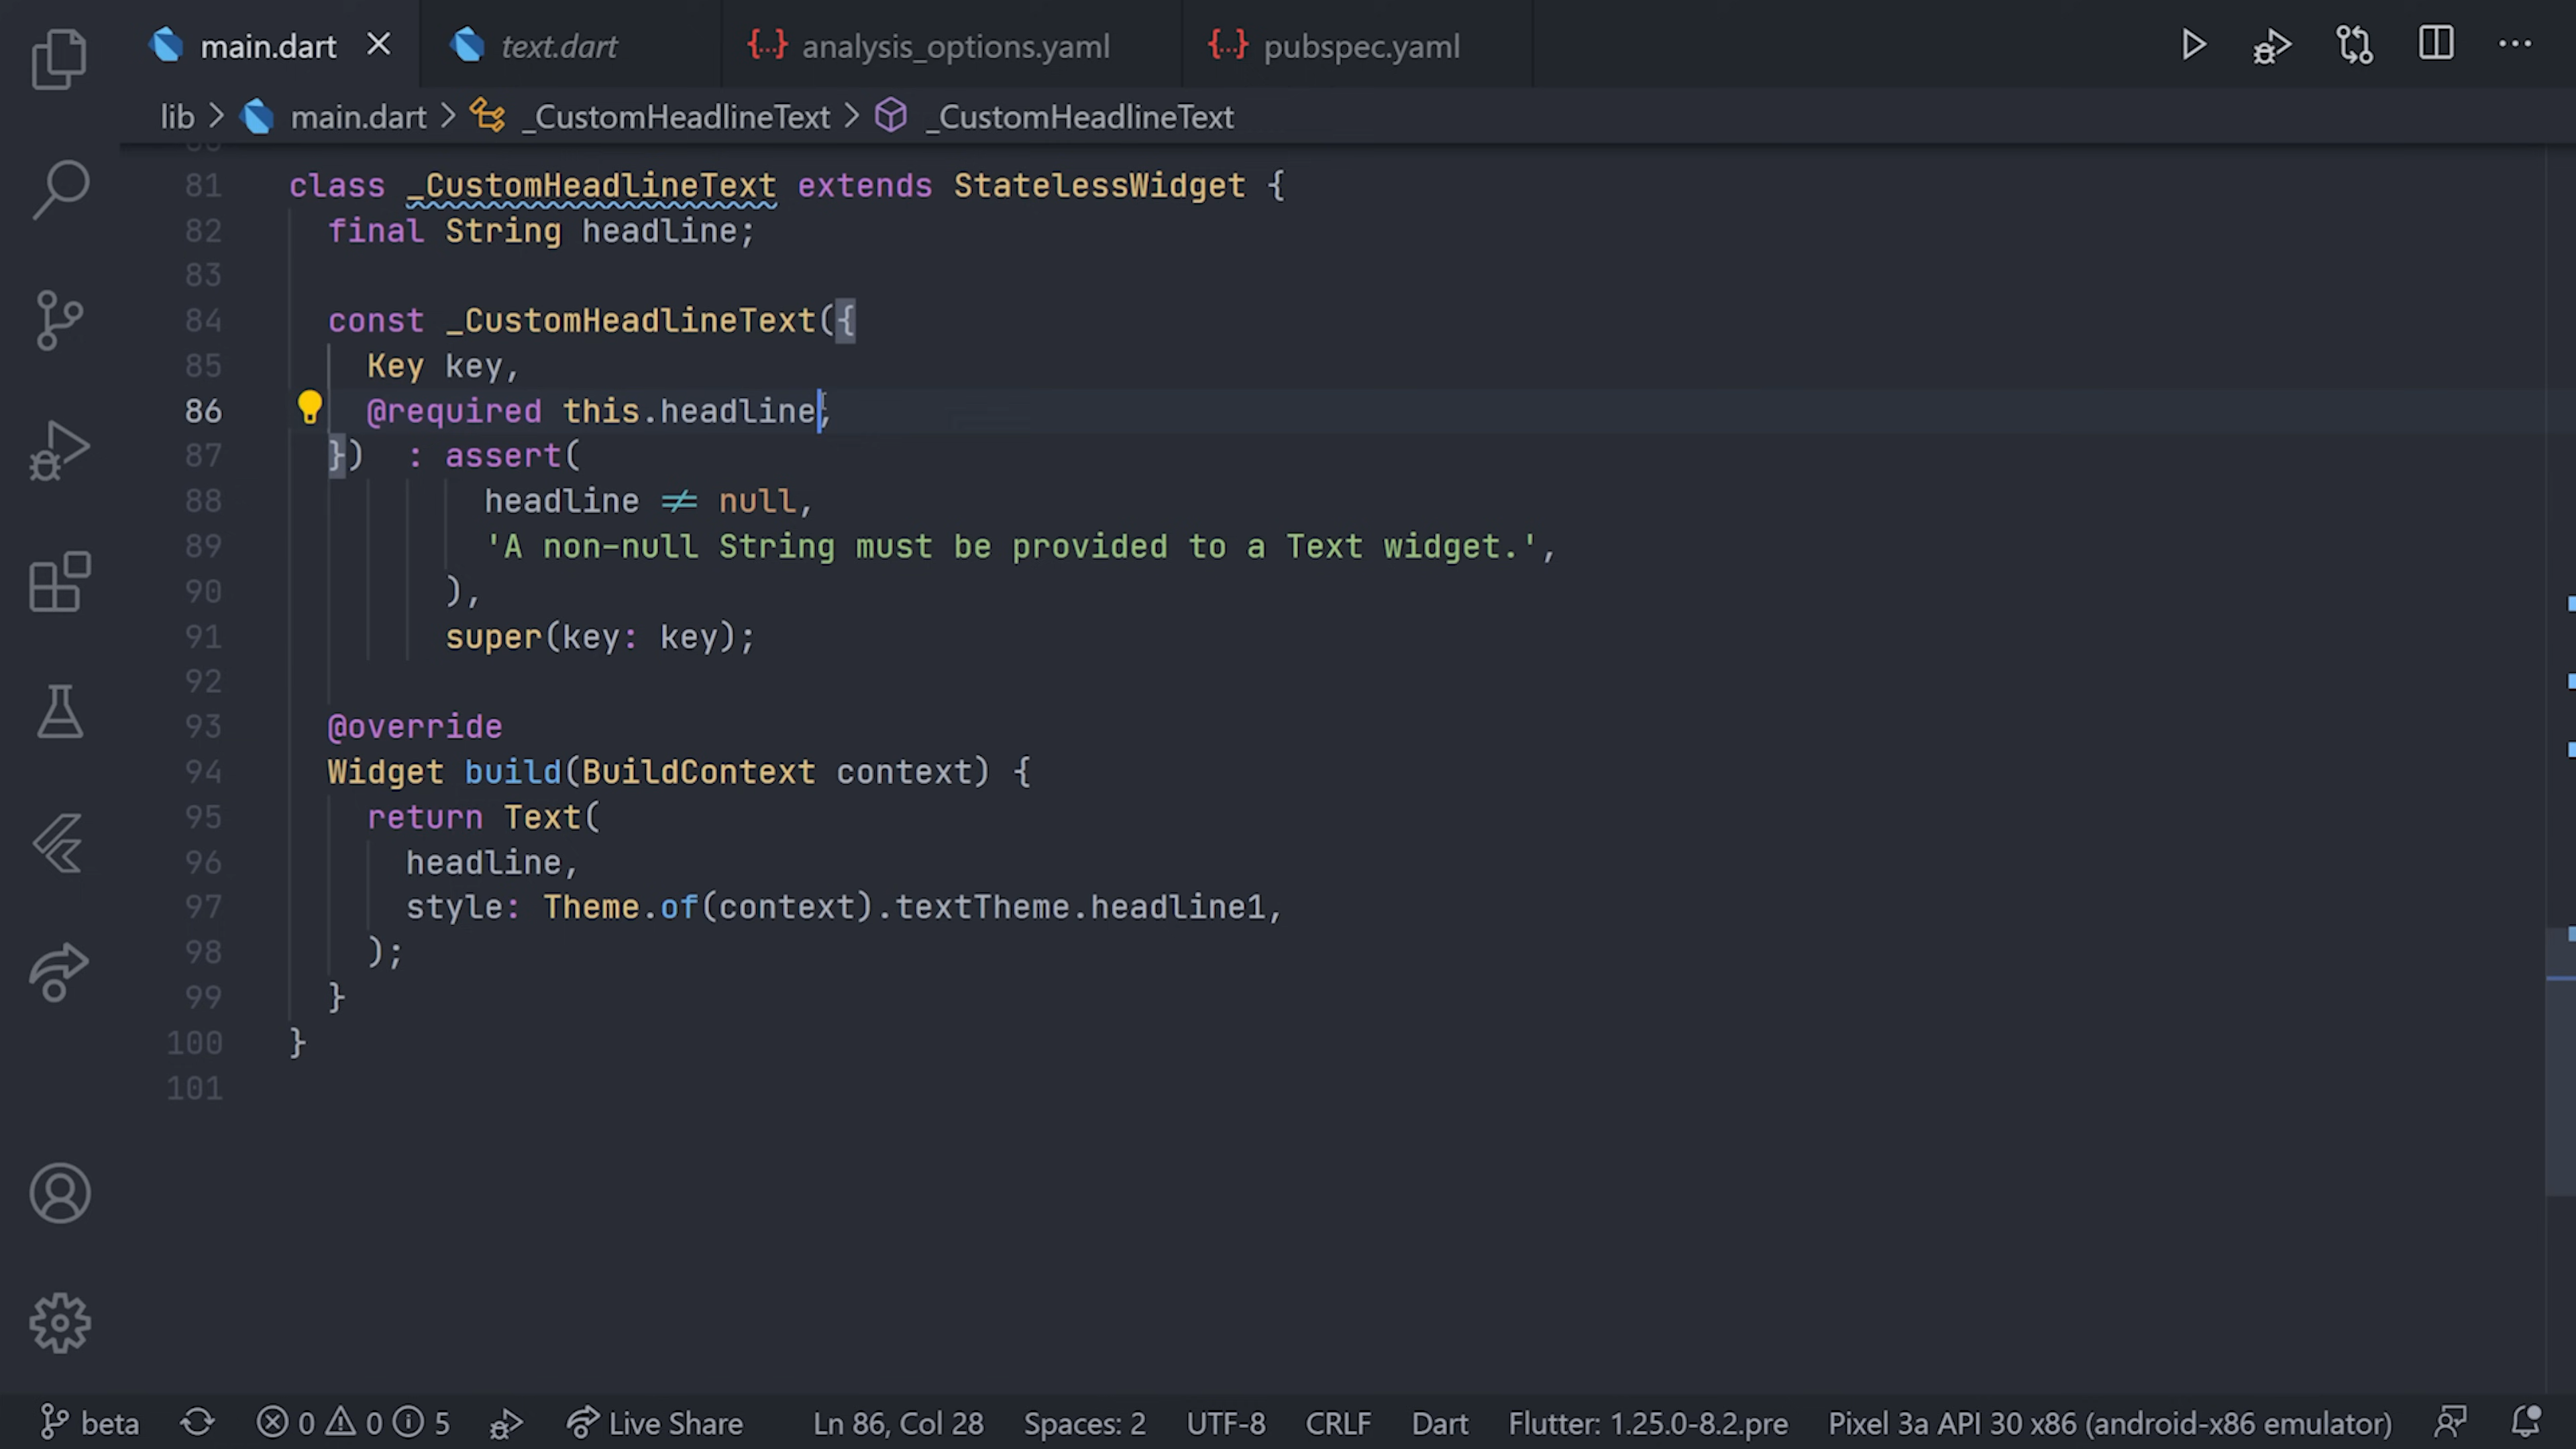 main.dart
text.dart
{...} analysis_options.yaml
{...} pubspec.yaml
lib > main.dart > _CustomHeadlineText > _CustomHeadlineText
81 class _CustomHeadlineText extends StatelessWidget {
82 final String headline;
83
84 const _CustomHeadlineText({
85 Key key,
86 @required this.headline,
87 }) : assert(
88 headline ≠ null,
89 'A non-null String must be provided to a Text widget.',
90 ),
91 super(key: key);
92
93 @override
94 Widget build(BuildContext context) {
95 return Text(
96 headline,
97 style: Theme.of(context).textTheme.headline1,
98 );
99 }
100 }
101
beta 0 0 5 Live Share Ln 86, Col 28 Spaces: 2 UTF-8 CRLF Dart Flutter: 1.25.0-8.2.pre Pixel 3a API 30 x86 (android-x86 emulator)